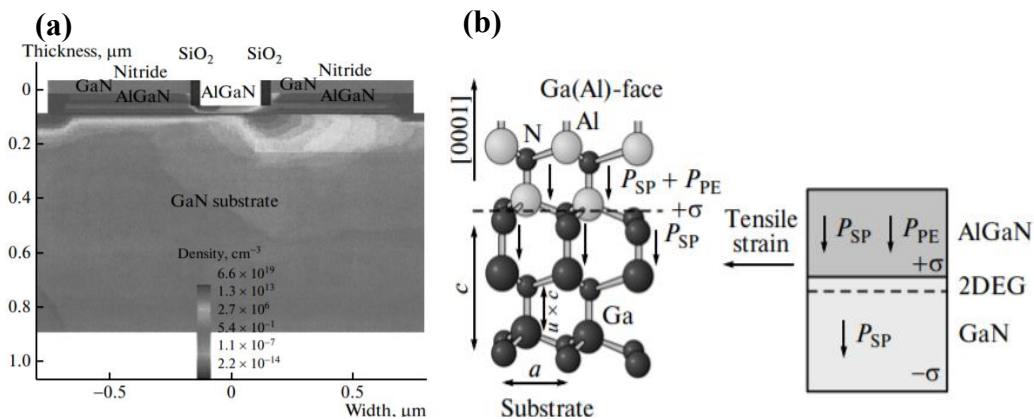 (a)
Thickness, μm
SiO2
SiO2
Nitride
Nitride
GaN
AlGaN
GaN
AlGaN
AlGaN
0
0.2
GaN substrate
0.4
0.6
Density, cm−3
6.6 × 10^19
1.3 × 10^13
2.7 × 10^6
5.4 × 10^−1
1.1 × 10^−7
2.2 × 10^−14
0.8
1.0
−0.5
0
0.5
Width, μm
(b)
[0001]
Ga(Al)-face
N
Al
PSP + PPE
+σ
PSP
c
u × c
Ga
a
Substrate
Tensile
strain
PSP
PPE
AlGaN
+σ
2DEG
PSP
GaN
−σ